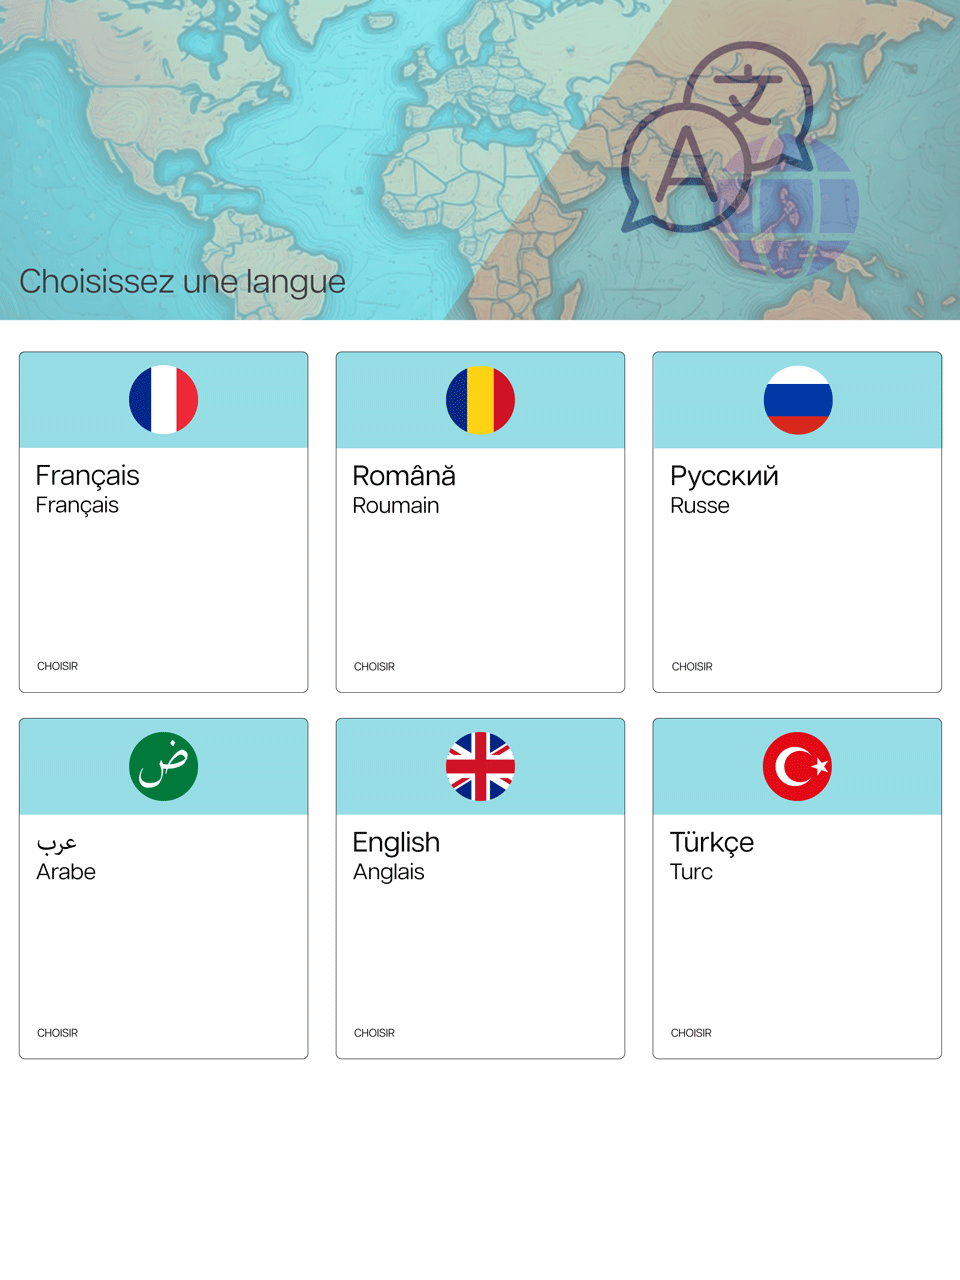 文
A
Choisissez une langue
Français
Français
CHOISIR
Română
Roumain
CHOISIR
Русский
Russe
CHOISIR
ض
عرب
Arabe
CHOISIR
English
Anglais
CHOISIR
Türkçe
Turc
CHOISIR